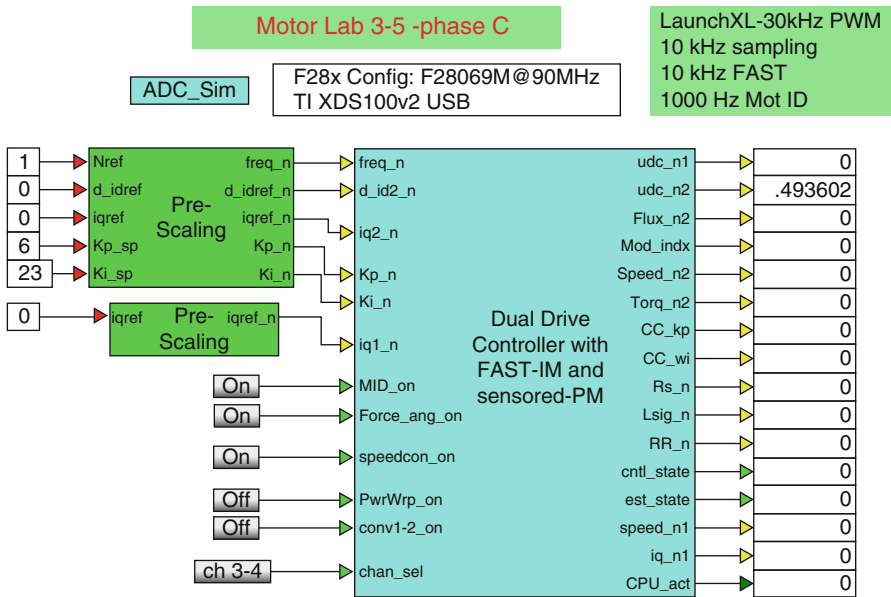 Motor Lab 3-5 -phase C
LaunchXL-30kHz PWM
10 kHz sampling
10 kHz FAST
1000 Hz Mot ID
ADC_Sim
F28x Config: F28069M@90MHz
TI XDS100v2 USB
1
0
0
6
23
Nref
d_idref
iqref
Kp_sp
Ki_sp
Pre-
Scaling
freq_n
d_idref_n
iqref_n
Kp_n
Ki_n
0
iqref
Pre-
Scaling
iqref_n
On
On
On
Off
Off
ch 3-4
freq_n
d_id2_n
iq2_n
Kp_n
Ki_n
iq1_n
MID_on
Force_ang_on
speedcon_on
PwrWrp_on
conv1-2_on
chan_sel
Dual Drive
Controller with
FAST-IM and
sensored-PM
udc_n1
udc_n2
Flux_n2
Mod_indx
Speed_n2
Torq_n2
CC_kp
CC_wi
Rs_n
Lsig_n
RR_n
cntl_state
est_state
speed_n1
iq_n1
CPU_act
0
.493602
0
0
0
0
0
0
0
0
0
0
0
0
0
0